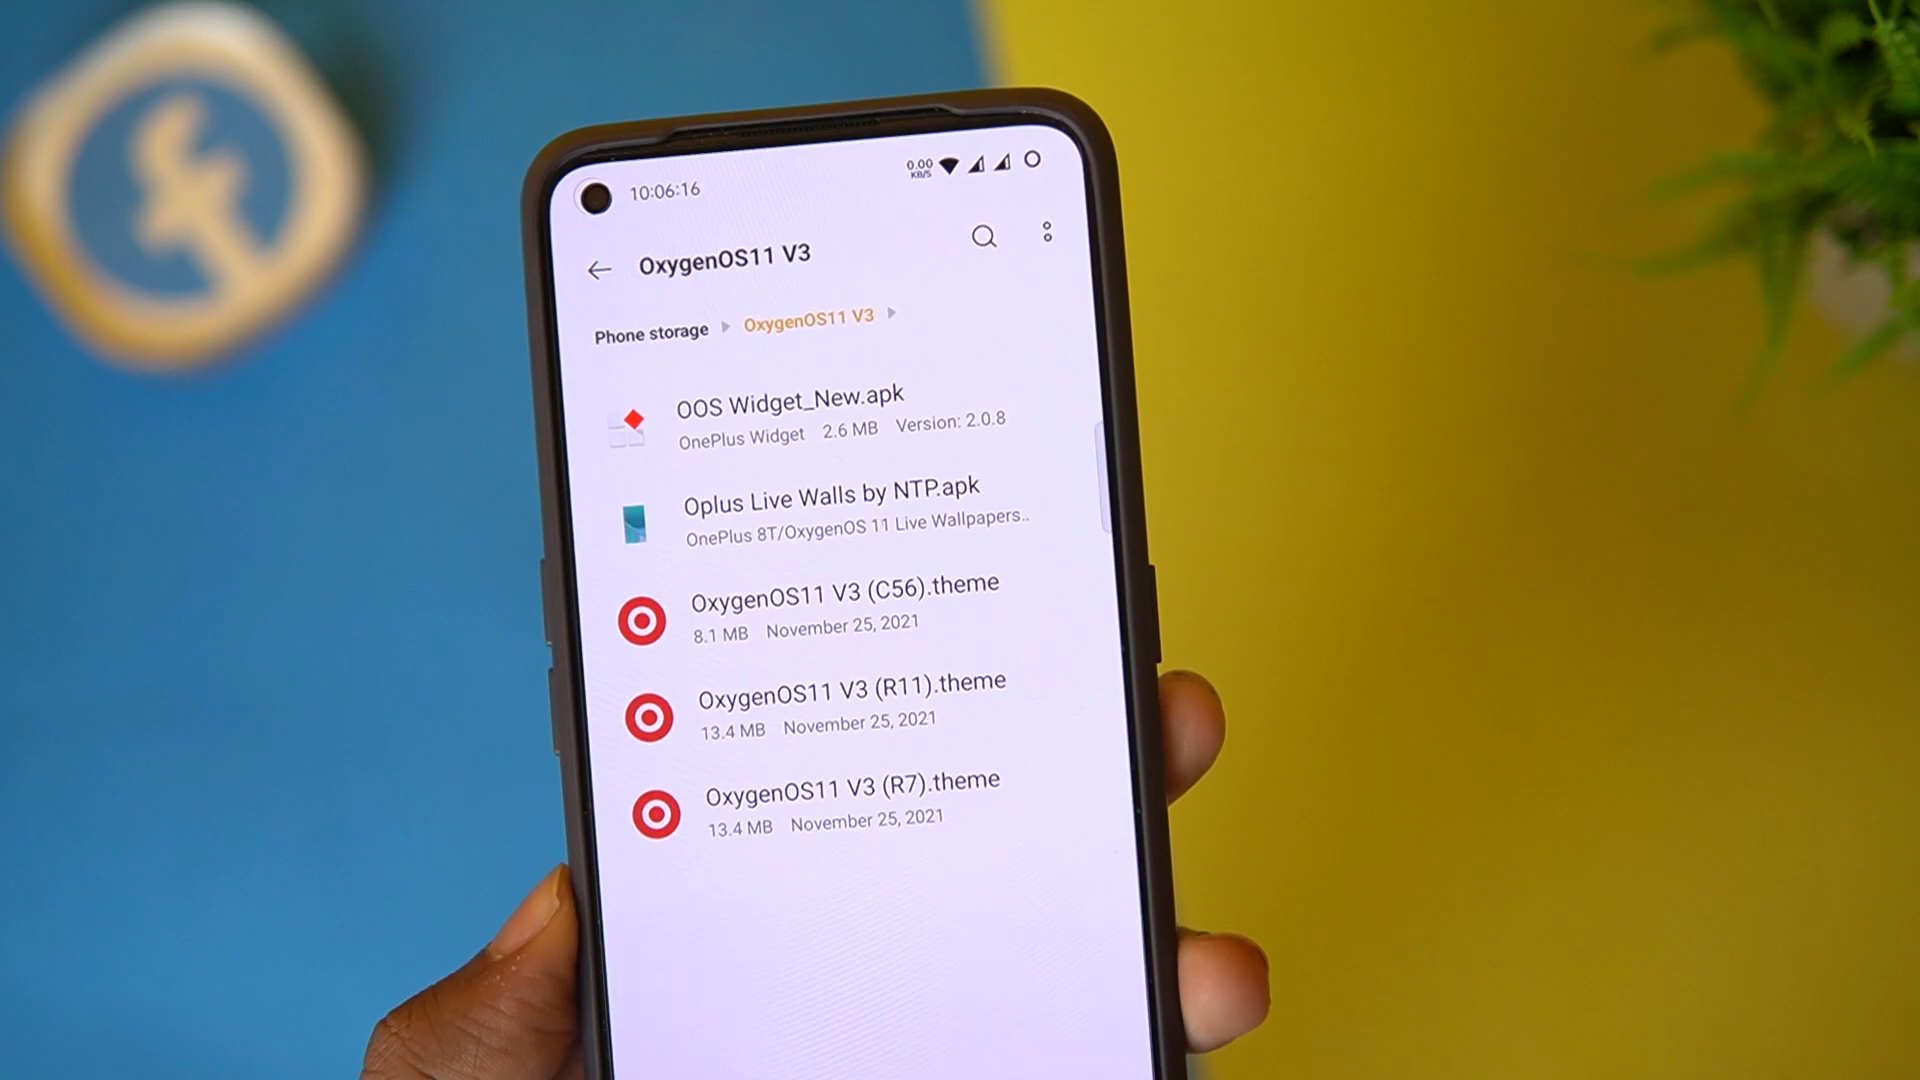 10:06:16
0.00
KB/S
OxygenOS11 V3
Phone storage
OxygenOS11 V3
OOS Widget_New.apk
OnePlus Widget 2.6 MB Version: 2.0.8
Oplus Live Walls by NTP.apk
OnePlus 8T/OxygenOS 11 Live Wallpapers..
OxygenOS11 V3 (C56).theme
8.1 MB November 25, 2021
OxygenOS11 V3 (R11).theme
13.4 MB November 25, 2021
OxygenOS11 V3 (R7).theme
13.4 MB November 25, 2021